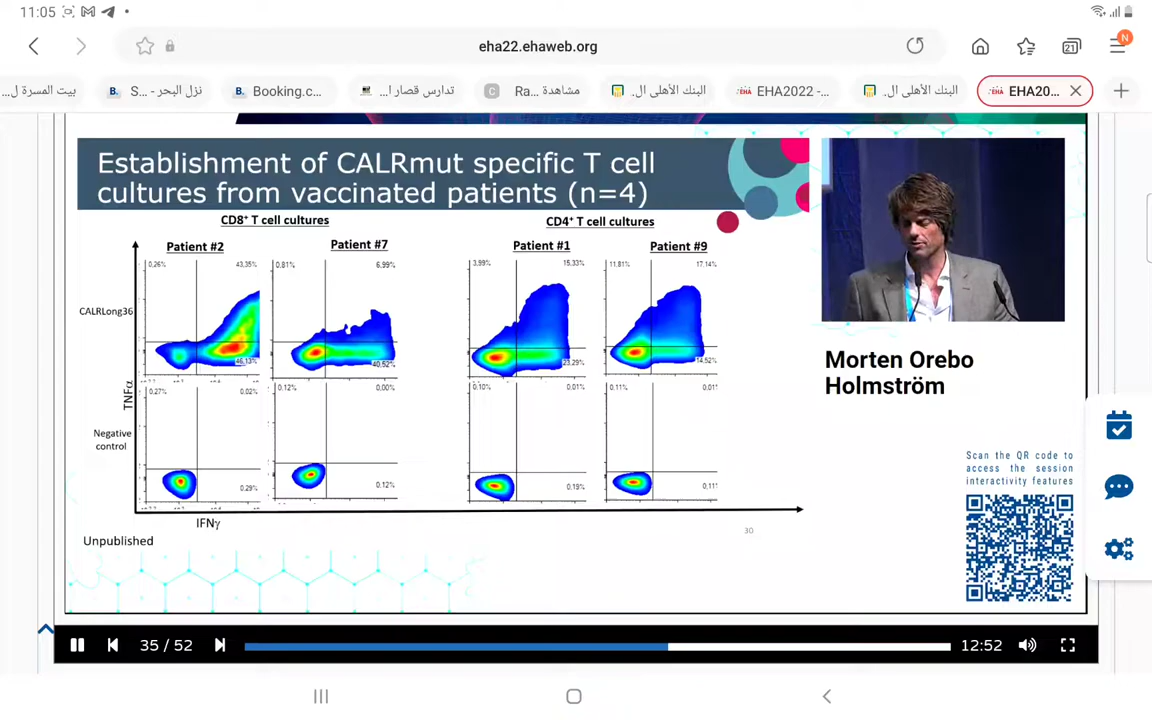 11:05
eha22.ehaweb.org
21
N
بيت المسرة ل...
نزل البحر - ...S
Booking.c...
تدارس قصار ا...
مشاهدة ...Ra
البنك الأهلى ال...
EHA2022 -...
البنك الأهلى ال...
EHA20...
Establishment of CALRmut specific T cell
cultures from vaccinated patients (n=4)
CD8⁺ T cell cultures
CD4⁺ T cell cultures
Patient #2
Patient #7
Patient #1
Patient #9
0,26%
43,35%
0.81%
6,99%
3,99%
15,33%
11,81%
17,14%
CALRLong36
46,13%
40,52%
23,29%
14,52%
TNFα
0,27%
0,02%
0,12%
0,00%
0,10%
0,01%
0,11%
Negative
control
0,29%
0,12%
0,19%
IFNγ
30
Unpublished
Morten Orebo
Holmström
Scan the QR code to
access the session
interactivity features
35 / 52
12:52